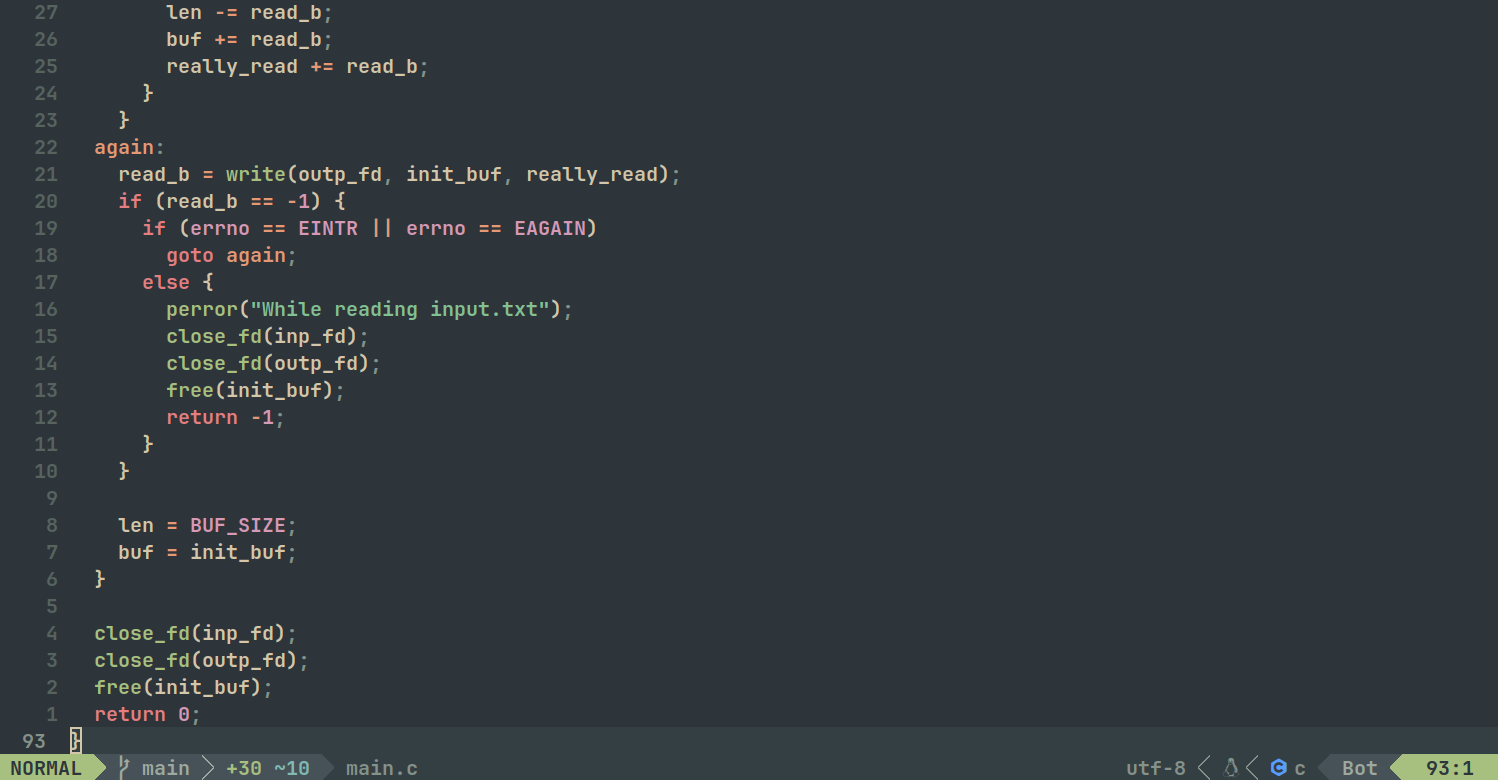 27         len -= read_b;
26         buf += read_b;
25         really_read += read_b;
24       }
23     }
22   again:
21     read_b = write(outp_fd, init_buf, really_read);
20     if (read_b == -1) {
19       if (errno == EINTR || errno == EAGAIN)
18         goto again;
17       else {
16         perror("While reading input.txt");
15         close_fd(inp_fd);
14         close_fd(outp_fd);
13         free(init_buf);
12         return -1;
11       }
10     }
9
8     len = BUF_SIZE;
7     buf = init_buf;
6   }
5
4   close_fd(inp_fd);
3   close_fd(outp_fd);
2   free(init_buf);
1   return 0;
93 }
NORMAL main +30 ~10 main.c utf-8 C c Bot 93:1